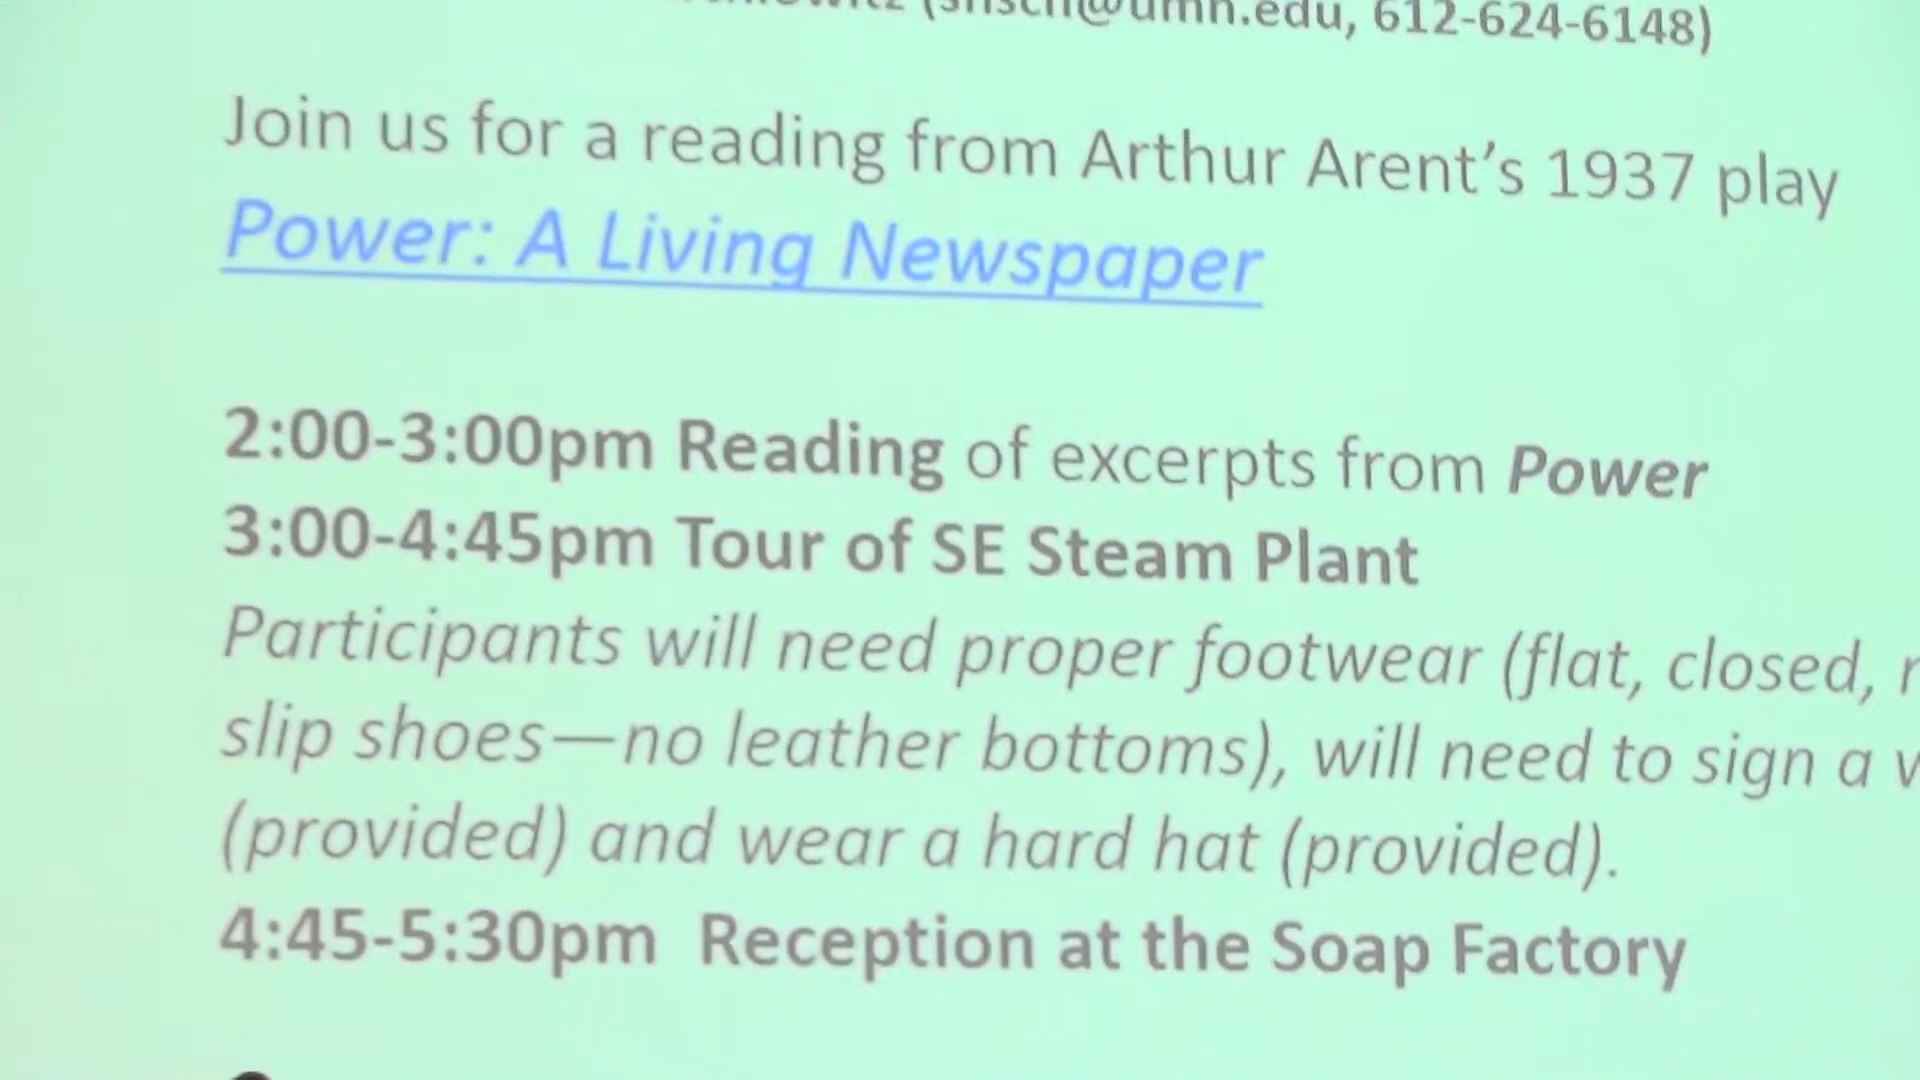 612-624-6148)
Join us for a reading from Arthur Arent's 1937 play
Power: A Living Newspaper
2:00-3:00pm Reading of excerpts from Power
3:00-4:45pm Tour of SE Steam Plant
Participants will need proper footwear (flat, closed,
slip shoes—no leather bottoms), will need to sign a
(provided) and wear a hard hat (provided).
4:45-5:30pm Reception at the Soap Factory